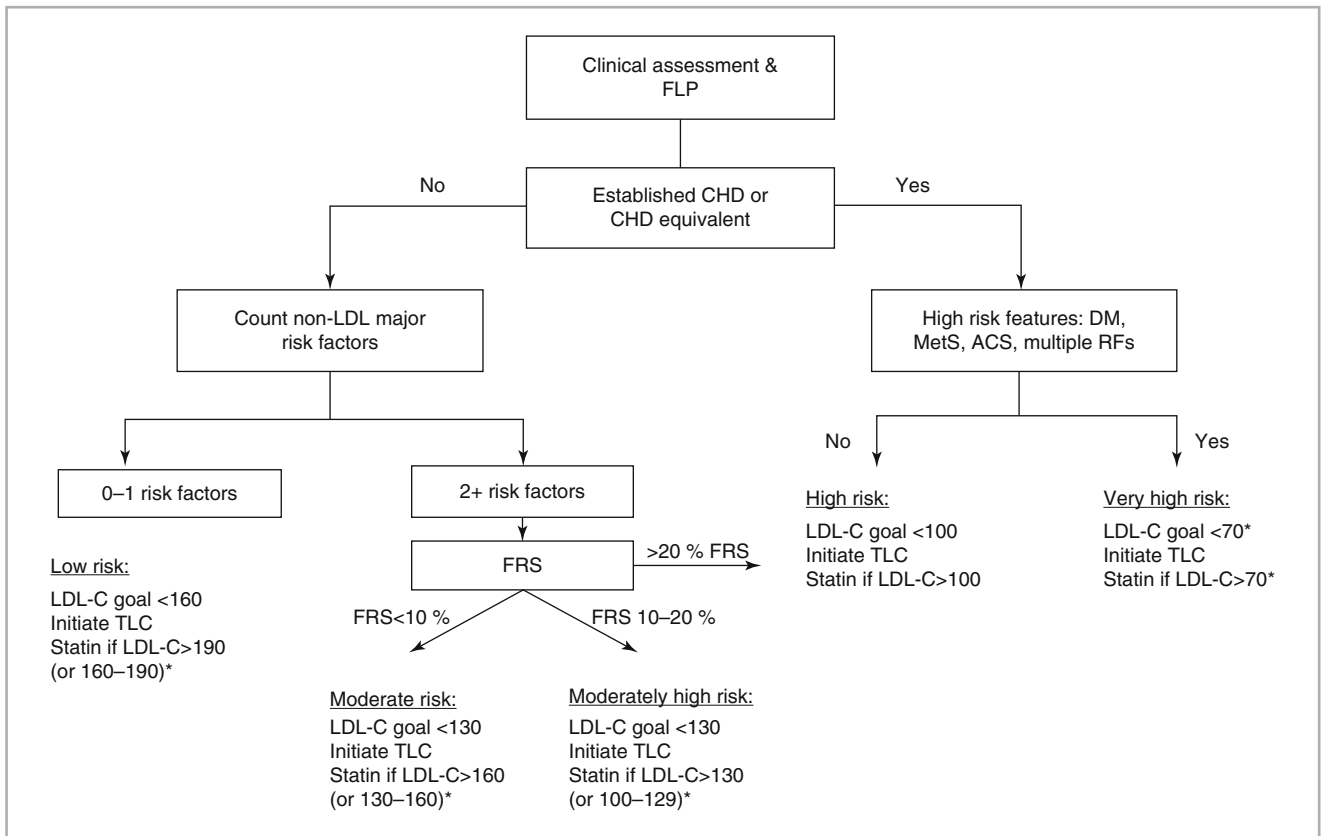 Clinical assessment &
FLP
No
Established CHD or
CHD equivalent
Yes
Count non-LDL major
risk factors
High risk features: DM,
MetS, ACS, multiple RFs
No
Yes
0–1 risk factors
2+ risk factors
High risk:
LDL-C goal <100
Initiate TLC
Statin if LDL-C>100
Very high risk:
LDL-C goal <70*
Initiate TLC
Statin if LDL-C>70*
FRS
>20 % FRS
Low risk:
LDL-C goal <160
Initiate TLC
Statin if LDL-C>190
(or 160–190)*
FRS<10 %
FRS 10–20 %
Moderate risk:
LDL-C goal <130
Initiate TLC
Statin if LDL-C>160
(or 130–160)*
Moderately high risk:
LDL-C goal <130
Initiate TLC
Statin if LDL-C>130
(or 100–129)*